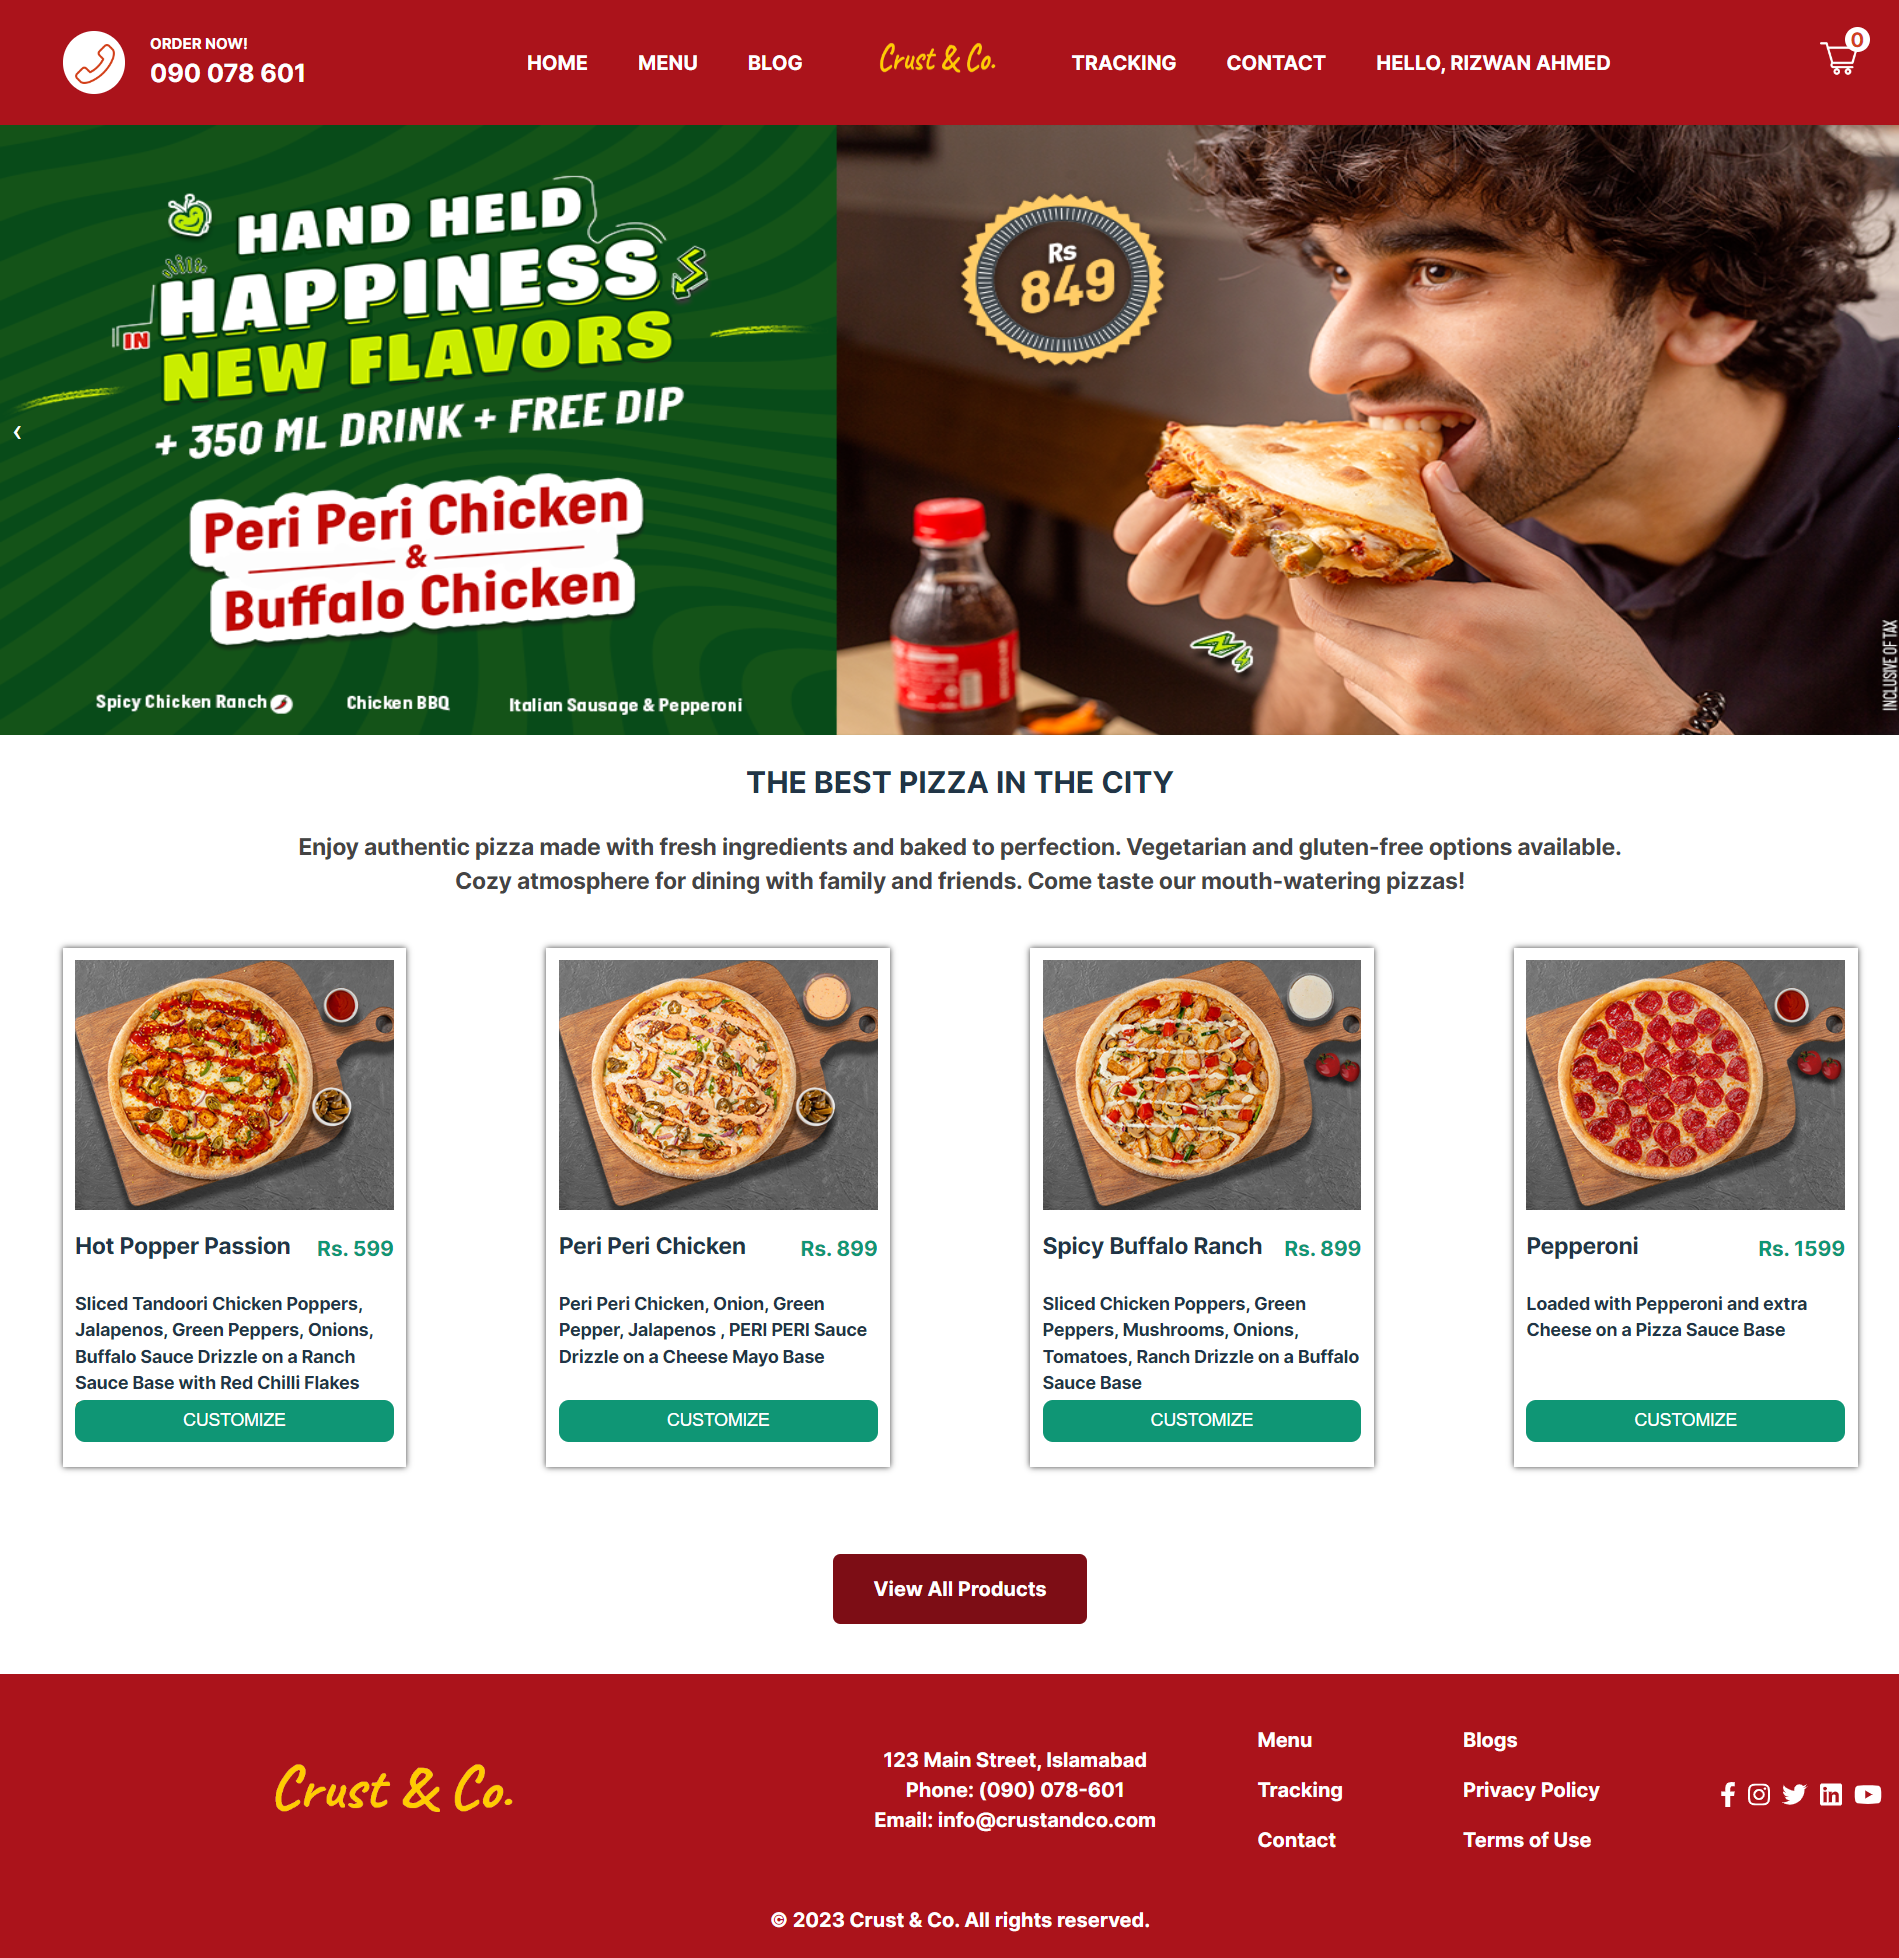 ORDER NOW!
090 078 601
HOME
MENU
BLOG
Crust & Co.
TRACKING
CONTACT
HELLO, RIZWAN AHMED
0
HAND HELD
HAPPINESS
IN
NEW FLAVORS
+ 350 ML DRINK + FREE DIP
Peri Peri Chicken
&
Buffalo Chicken
Spicy Chicken Ranch
Chicken BBQ
Italian Sausage & Pepperoni
Rs
849
INCLUSIVE OF TAX
THE BEST PIZZA IN THE CITY
Enjoy authentic pizza made with fresh ingredients and baked to perfection. Vegetarian and gluten-free options available.
Cozy atmosphere for dining with family and friends. Come taste our mouth-watering pizzas!
Hot Popper Passion
Rs. 599
Sliced Tandoori Chicken Poppers,
Jalapenos, Green Peppers, Onions,
Buffalo Sauce Drizzle on a Ranch
Sauce Base with Red Chilli Flakes
CUSTOMIZE
Peri Peri Chicken
Rs. 899
Peri Peri Chicken, Onion, Green
Pepper, Jalapenos , PERI PERI Sauce
Drizzle on a Cheese Mayo Base
CUSTOMIZE
Spicy Buffalo Ranch
Rs. 899
Sliced Chicken Poppers, Green
Peppers, Mushrooms, Onions,
Tomatoes, Ranch Drizzle on a Buffalo
Sauce Base
CUSTOMIZE
Pepperoni
Rs. 1599
Loaded with Pepperoni and extra
Cheese on a Pizza Sauce Base
CUSTOMIZE
View All Products
Crust & Co.
123 Main Street, Islamabad
Phone: (090) 078-601
Email: info@crustandco.com
Menu
Tracking
Contact
Blogs
Privacy Policy
Terms of Use
© 2023 Crust & Co. All rights reserved.